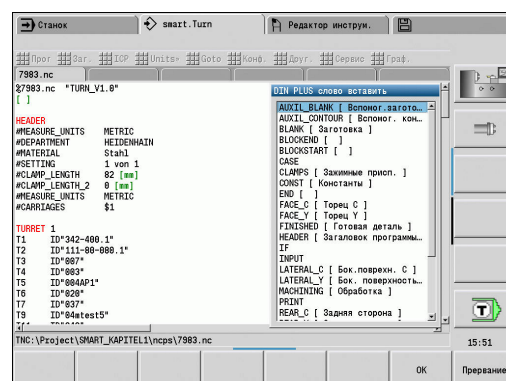 Станок
smart.Turn
Редактор инструм.
Прог Заг. ICP Units» Goto Конф. Друг. Сервис Граф.
7983.nc
%7983.nc "TURN_V1.0"
[ ]
HEADER
#MEASURE_UNITS METRIC
#DEPARTMENT HEIDENHAIN
#MATERIAL Stahl
#SETTING 1 von 1
#CLAMP_LENGTH 82 [mm]
#CLAMP_LENGTH_2 0 [mm]
#MEASURE_UNITS METRIC
#CARRIAGES $1
TURRET 1
T1 ID"342-400.1"
T2 ID"111-80-080.1"
T3 ID"007"
T4 ID"003"
T5 ID"004AP1"
T6 ID"020"
T7 ID"037"
T9 ID"04mtest5"
DIN PLUS слово вставить
AUXIL_BLANK [ Вспомог.загото…
AUXIL_CONTOUR [ Вспомог. кон…
BLANK [ Заготовка ]
BLOCKEND [ ]
BLOCKSTART [ ]
CASE
CLAMPS [ Зажимные присп. ]
CONST [ Константы ]
END [ ]
FACE_C [ Торец C ]
FACE_Y [ Торец Y ]
FINISHED [ Готовая деталь ]
HEADER [ Заголовок программы…
IF
INPUT
LATERAL_C [ Бок.поврехн. C ]
LATERAL_Y [ Бок. поверхность…
MACHINING [ Обработка ]
PRINT
REAR_C [ Задняя сторона ]
TNC:\Project\SMART_KAPITEL1\ncps\7983.nc
T
15:51
OK
Прервание